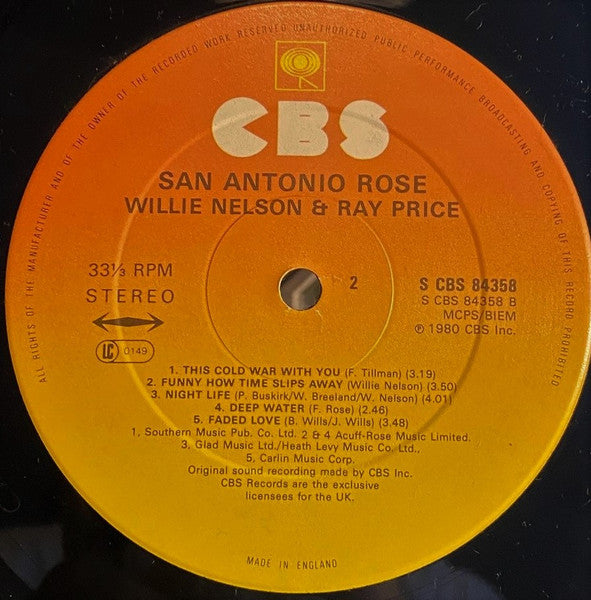 ALL RIGHTS OF THE MANUFACTURER AND OF THE OWNER OF THE RECORDED WORK RESERVED UNAUTHORIZED PUBLIC PERFORMANCE BROADCASTING AND COPYING OF THIS RECORD PROHIBITED
CBS
SAN ANTONIO ROSE
WILLIE NELSON & RAY PRICE
33⅓ RPM
STEREO
LC 0149
2
S CBS 84358
S CBS 84358 B
MCPS/BIEM
℗ 1980 CBS Inc.
1. THIS COLD WAR WITH YOU (F. Tillman) (3.19)
2. FUNNY HOW TIME SLIPS AWAY (Willie Nelson) (3.50)
3. NIGHT LIFE (P. Buskirk/W. Breeland/W. Nelson) (4.01)
4. DEEP WATER (F. Rose) (2.46)
5. FADED LOVE (B. Wills/J. Wills) (3.48)
1, Southern Music Pub. Co. Ltd. 2 & 4 Acuff-Rose Music Limited.
3, Glad Music Ltd./Heath Levy Music Co. Ltd.,
5, Carlin Music Corp.
Original sound recording made by CBS Inc.
CBS Records are the exclusive
licensees for the UK.
MADE IN ENGLAND